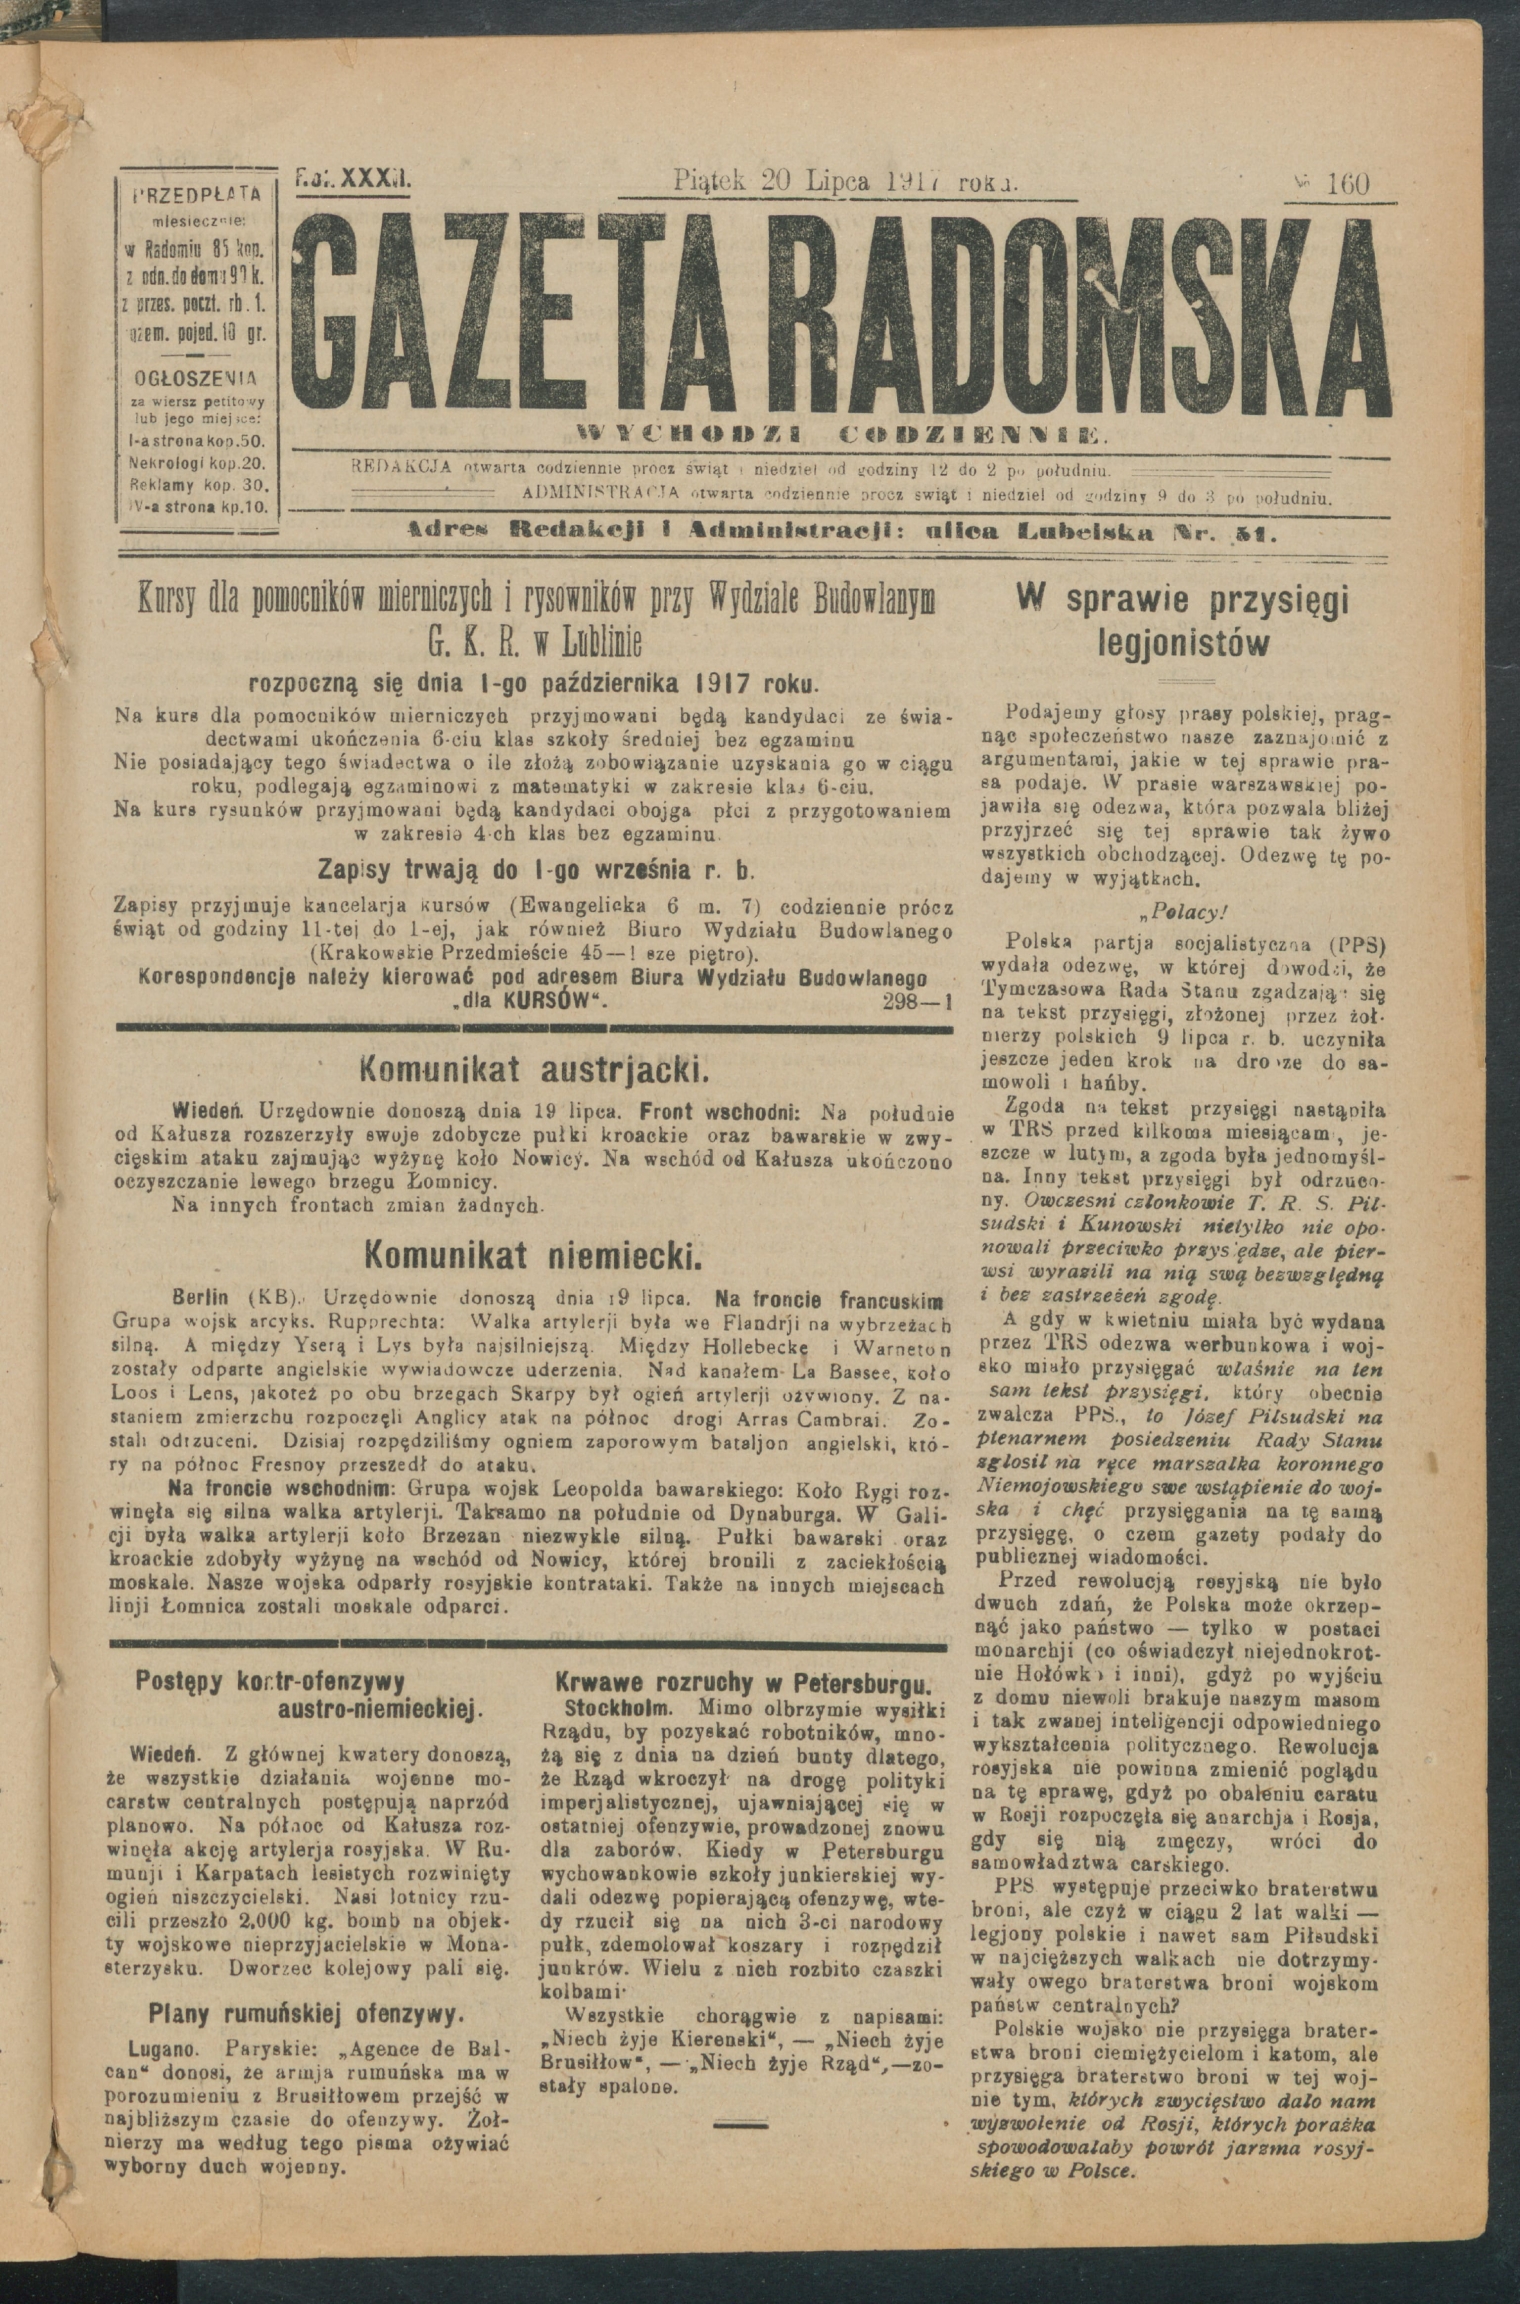 PRZEDPŁATA
miesięcznie:
w Radomiu 85 kop.
z odn. do domu 90 k.
z przes. poczt. rb. 1.
egzem. pojed. 10 gr.
OGŁOSZENIA
za wiersz petitowy
lub jego miejsce:
I-a strona kop. 50.
Nekrologi kop. 20.
Reklamy kop. 30.
IV-a strona kp. 10.
Rok XXXII.
Piątek 20 Lipca 1917 roku.
№ 160
GAZETA RADOMSKA
WYCHODZI CODZIENNIE.
REDAKCJA otwarta codziennie prócz świąt i niedziel od godziny 12 do 2 po południu.
ADMINISTRACJA otwarta codziennie prócz świąt i niedziel od godziny 9 do 3 po południu.
Adres Redakcji i Administracji: ulica Lubelska Nr. 51.
Kursy dla pomocników mierniczych i rysowników przy Wydziale Budowlanym
G. K. R. w Lublinie
rozpoczną się dnia 1-go października 1917 roku.
Na kurs dla pomocników mierniczych przyjmowani będą kandydaci ze świa-
dectwami ukończenia 6-ciu klas szkoły średniej bez egzaminu
Nie posiadający tego świadectwa o ile złożą zobowiązanie uzyskania go w ciągu
roku, podlegają egzaminowi z matematyki w zakresie klas 6-ciu.
Na kurs rysunków przyjmowani będą kandydaci obojga płci z przygotowaniem
w zakresie 4-ch klas bez egzaminu.
Zapisy trwają do 1-go września r. b.
Zapisy przyjmuje kancelarja kursów (Ewangelicka 6 m. 7) codziennie prócz
świąt od godziny 11-tej do 1-ej, jak również Biuro Wydziału Budowlanego
(Krakowskie Przedmieście 45—1 sze piętro).
Korespondencje należy kierować pod adresem Biura Wydziału Budowlanego
„dla KURSÓW“. 298—1
Komunikat austrjacki.
Wiedeń. Urzędownie donoszą dnia 19 lipca. Front wschodni: Na południe
od Kałusza rozszerzyły swoje zdobycze pułki kroackie oraz bawarskie w zwy-
cięskim ataku zajmując wyżynę koło Nowicy. Na wschód od Kałusza ukończono
oczyszczanie lewego brzegu Łomnicy.
Na innych frontach zmian żadnych.
Komunikat niemiecki.
Berlin (KB). Urzędownie donoszą dnia 19 lipca. Na froncie francuskim
Grupa wojsk arcyks. Rupprechta: Walka artylerji była we Flandrji na wybrzeżach
silną. A między Yserą i Lys była najsilniejszą. Między Hollebecke i Warneton
zostały odparte angielskie wywiadowcze uderzenia. Nad kanałem La Bassee, koło
Loos i Lens, jakoteż po obu brzegach Skarpy był ogień artylerji ożywiony. Z na-
staniem zmierzchu rozpoczęli Anglicy atak na północ drogi Arras Cambrai. Zo-
stali odrzuceni. Dzisiaj rozpędziliśmy ogniem zaporowym bataljon angielski, któ-
ry na północ Fresnoy przeszedł do ataku.
Na froncie wschodnim: Grupa wojsk Leopolda bawarskiego: Koło Rygi roz-
winęła się silna walka artylerji. Taksamo na południe od Dynaburga. W Gali-
cji była walka artylerji koło Brzezan niezwykle silną. Pułki bawarski oraz
kroackie zdobyły wyżynę na wschód od Nowicy, której bronili z zaciekłością
moskale. Nasze wojska odparły rosyjskie kontrataki. Także na innych miejscach
linji Łomnica zostali moskale odparci.
Postępy kontr-ofenzywy
austro-niemieckiej.
Wiedeń. Z głównej kwatery donoszą,
że wszystkie działania wojenne mo-
carstw centralnych postępują naprzód
planowo. Na północ od Kałusza roz-
winęła akcję artylerja rosyjska. W Ru-
munji i Karpatach lesistych rozwinięty
ogień niszczycielski. Nasi lotnicy rzu-
cili przeszło 2,000 kg. bomb na objek-
ty wojskowe nieprzyjacielskie w Mona-
sterzysku. Dworzec kolejowy pali się.
Plany rumuńskiej ofenzywy.
Lugano. Paryskie: „Agence de Bal-
can“ donosi, że armja rumuńska ma w
porozumieniu z Brusiłłowem przejść w
najbliższym czasie do ofenzywy. Żoł-
nierzy ma według tego pisma ożywiać
wyborny duch wojenny.
Krwawe rozruchy w Petersburgu.
Stockholm. Mimo olbrzymie wysiłki
Rządu, by pozyskać robotników, mno-
żą się z dnia na dzień bunty dlatego,
że Rząd wkroczył na drogę polityki
imperjalistycznej, ujawniającej się w
ostatniej ofenzywie, prowadzonej znowu
dla zaborów. Kiedy w Petersburgu
wychowankowie szkoły junkierskiej wy-
dali odezwę popierającą ofenzywę, wte-
dy rzucił się na nich 3-ci narodowy
pułk, zdemolował koszary i rozpędził
junkrów. Wielu z nich rozbito czaszki
kolbami.
Wszystkie chorągwie z napisami:
„Niech żyje Kierenski“, — „Niech żyje
Brusiłłow“, — „Niech żyje Rząd“,—zo-
stały spalone.
W sprawie przysięgi
legjonistów
Podajemy głosy prasy polskiej, prag-
nąc społeczeństwo nasze zaznajomić z
argumentami, jakie w tej sprawie pra-
sa podaje. W prasie warszawskiej po-
jawiła się odezwa, która pozwala bliżej
przyjrzeć się tej sprawie tak żywo
wszystkich obchodzącej. Odezwę tę po-
dajemy w wyjątkach.
„Polacy!
Polska partja socjalistyczna (PPS)
wydała odezwę, w której dowodzi, że
Tymczasowa Rada Stanu zgadzając się
na tekst przysięgi, złożonej przez żoł-
nierzy polskich 9 lipca r. b. uczyniła
jeszcze jeden krok na drodze do sa-
mowoli i hańby.
Zgoda na tekst przysięgi nastąpiła
w TRS przed kilkoma miesiącami, je-
szcze w lutym, a zgoda była jednomyśl-
na. Inny tekst przysięgi był odrzuco-
ny. Owczesni członkowie T. R. S. Pił-
sudski i Kunowski nietylko nie opo-
nowali przeciwko przysiędze, ale pier-
wsi wyrazili na nią swą bezwzględną
i bez zastrzeżeń zgodę.
A gdy w kwietniu miała być wydana
przez TRS odezwa werbunkowa i woj-
sko miało przysięgać właśnie na ten
sam tekst przysięgi, który obecnie
zwalcza PPS., to Józef Piłsudski na
plenarnem posiedzeniu Rady Stanu
zgłosił na ręce marszałka koronnego
Niemojowskiego swe wstąpienie do woj-
ska i chęć przysięgania na tę samą
przysięgę, o czem gazety podały do
publicznej wiadomości.
Przed rewolucją rosyjską nie było
dwuch zdań, że Polska może okrzep-
nąć jako państwo — tylko w postaci
monarchji (co oświadczył niejednokrot-
nie Hołówko i inni), gdyż po wyjściu
z domu niewoli brakuje naszym masom
i tak zwanej inteligencji odpowiedniego
wykształcenia politycznego. Rewolucja
rosyjska nie powinna zmienić poglądu
na tę sprawę, gdyż po obaleniu caratu
w Rosji rozpoczęła się anarchja i Rosja,
gdy się nią zmęczy, wróci do
samowładztwa carskiego.
PPS występuje przeciwko braterstwu
broni, ale czyż w ciągu 2 lat walki —
legjony polskie i nawet sam Piłsudski
w najcięższych walkach nie dotrzymy-
wały owego braterstwa broni wojskom
państw centralnych?
Polskie wojsko nie przysięga brater-
stwa broni ciemiężycielom i katom, ale
przysięga braterstwo broni w tej woj-
nie tym, których zwycięstwo dało nam
wyzwolenie od Rosji, których porażka
spowodowałaby powrót jarzma rosyj-
skiego w Polsce.